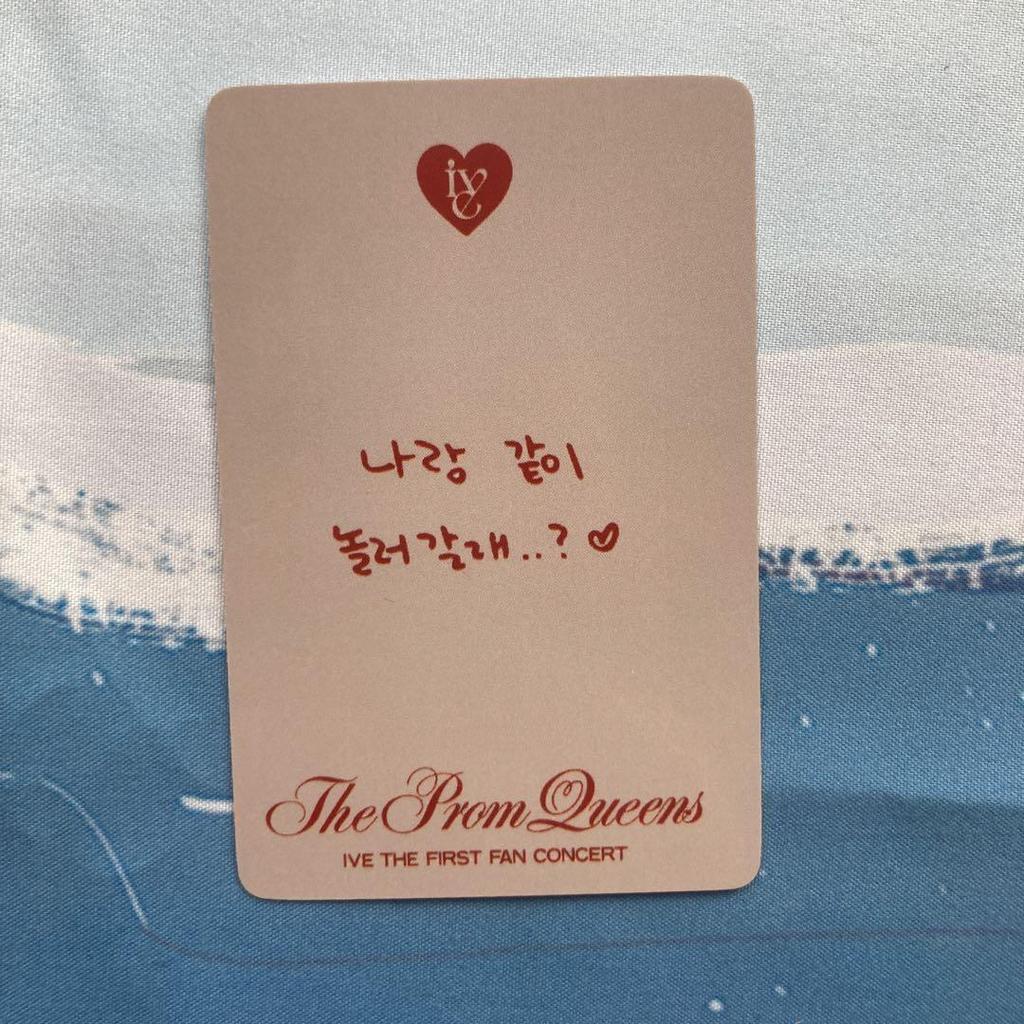 ive
나랑 같이
놀러갈래..? ♡
The Prom Queens
IVE THE FIRST FAN CONCERT